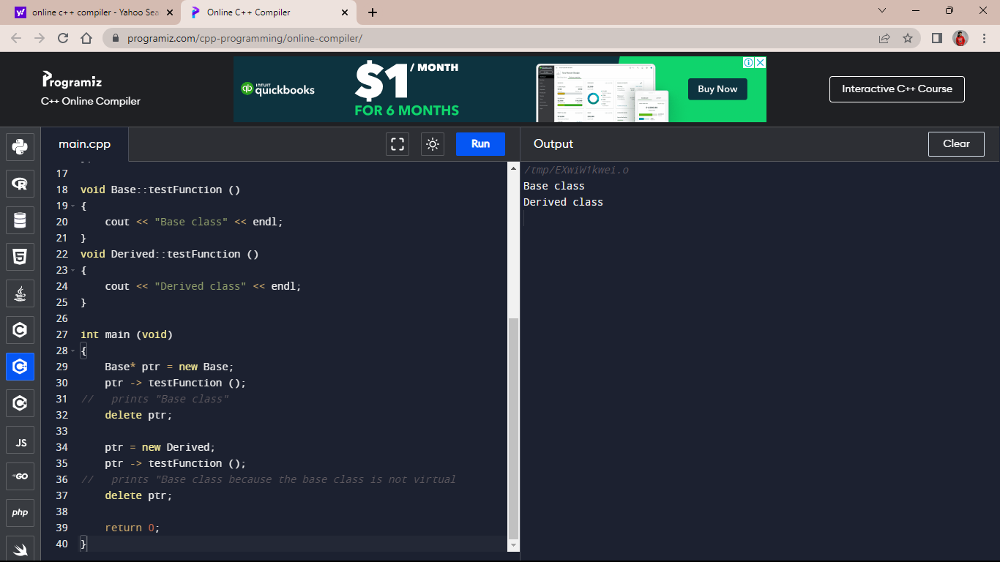 online c++ compiler - Yahoo Sea
Online C++ Compiler
programiz.com/cpp-programming/online-compiler/
Programiz
C++ Online Compiler
INTUIT
quickbooks
$1 / MONTH
FOR 6 MONTHS
Buy Now
Interactive C++ Course
main.cpp
Run
Output
Clear
17
18 void Base::testFunction ()
19 {
20 cout << "Base class" << endl;
21 }
22 void Derived::testFunction ()
23 {
24 cout << "Derived class" << endl;
25 }
26
27 int main (void)
28 {
29 Base* ptr = new Base;
30 ptr -> testFunction ();
31 // prints "Base class"
32 delete ptr;
33
34 ptr = new Derived;
35 ptr -> testFunction ();
36 // prints "Base class because the base class is not virtual
37 delete ptr;
38
39 return 0;
40 }
/tmp/EXwiW1kwei.o
Base class
Derived class
R
5
C
C
C
JS
GO
php